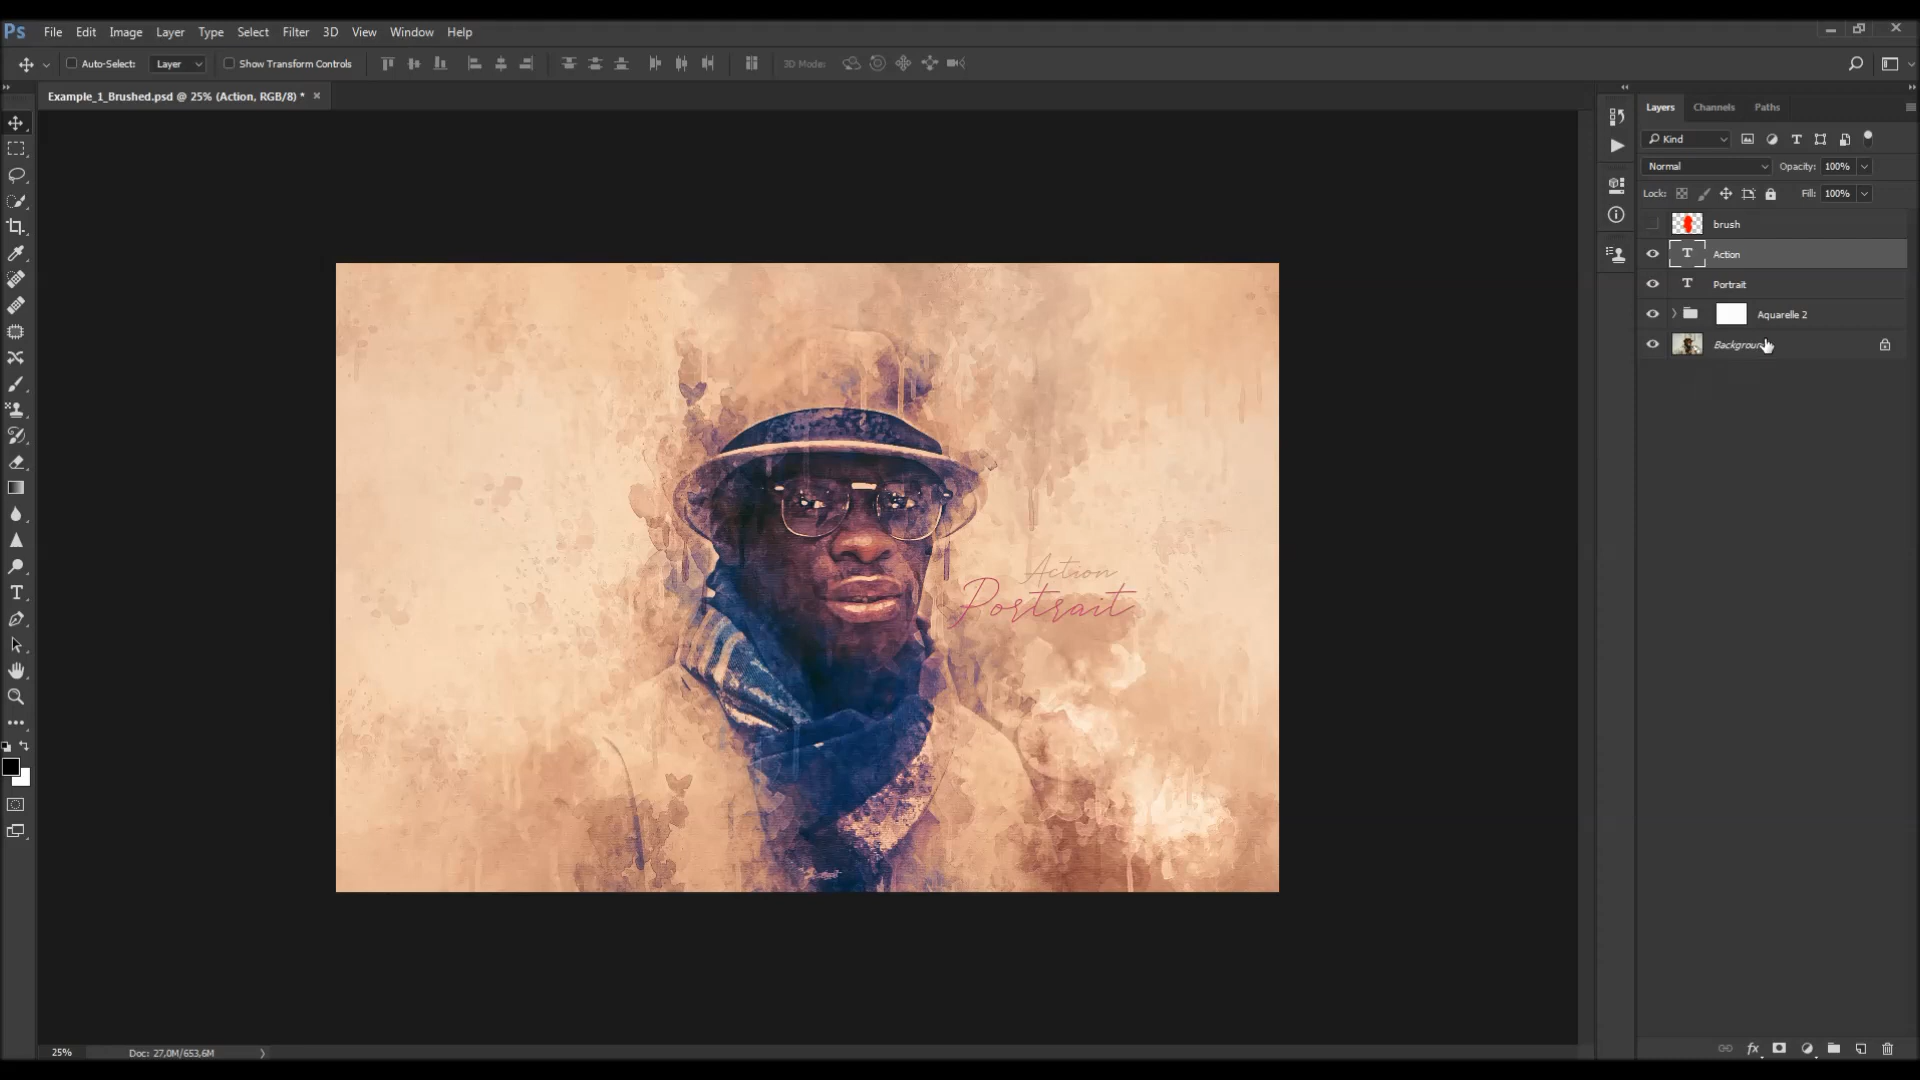 Ps File Edit Image Layer Type Select Filter 3D View Window Help
Auto-Select: Layer Show Transform Controls 3D Mode:
Example_1_Brushed.psd @ 25% (Action, RGB/8) * ×
Layers Channels Paths
Kind T
Normal Opacity: 100%
Lock: Fill: 100%
brush
T Action
T Portrait
Aquarelle 2
Background
Action
Portrait
25% Doc: 27,0M/653,6M
fx